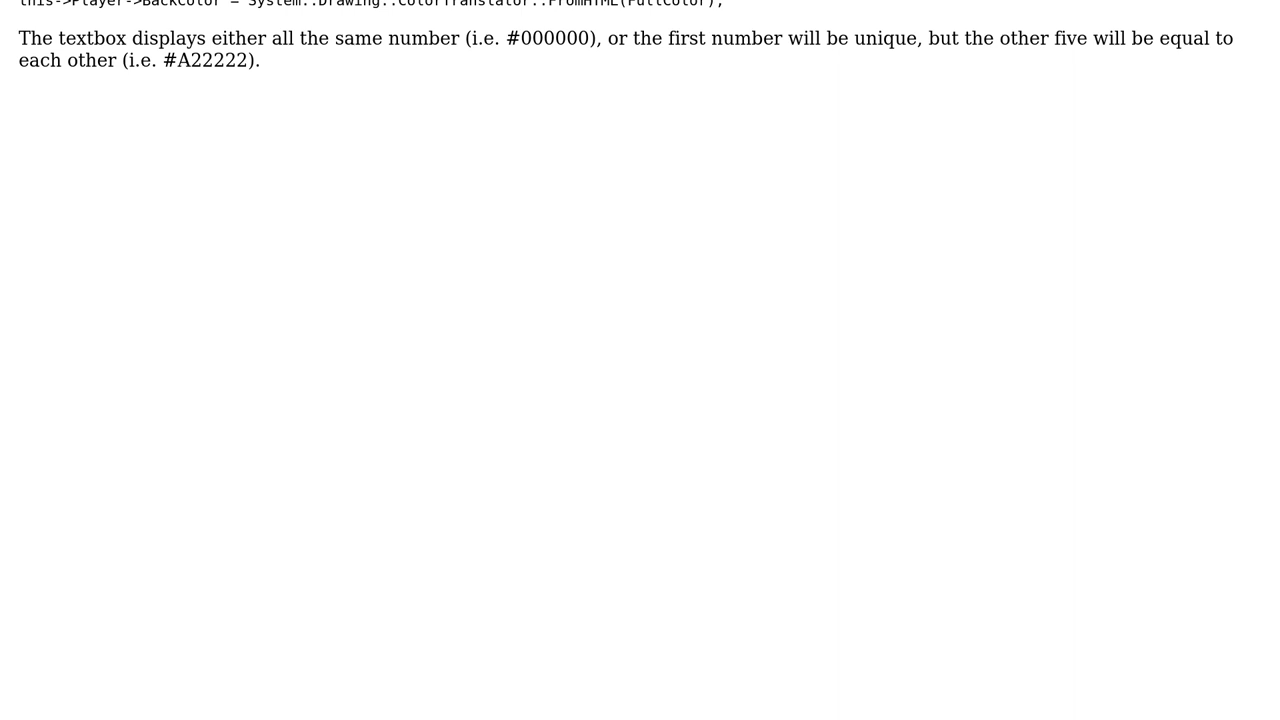 this->Player->BackColor = System::Drawing::ColorTranslator::FromHtml(FullColor);
The textbox displays either all the same number (i.e. #000000), or the first number will be unique, but the other five will be equal to
each other (i.e. #A22222).